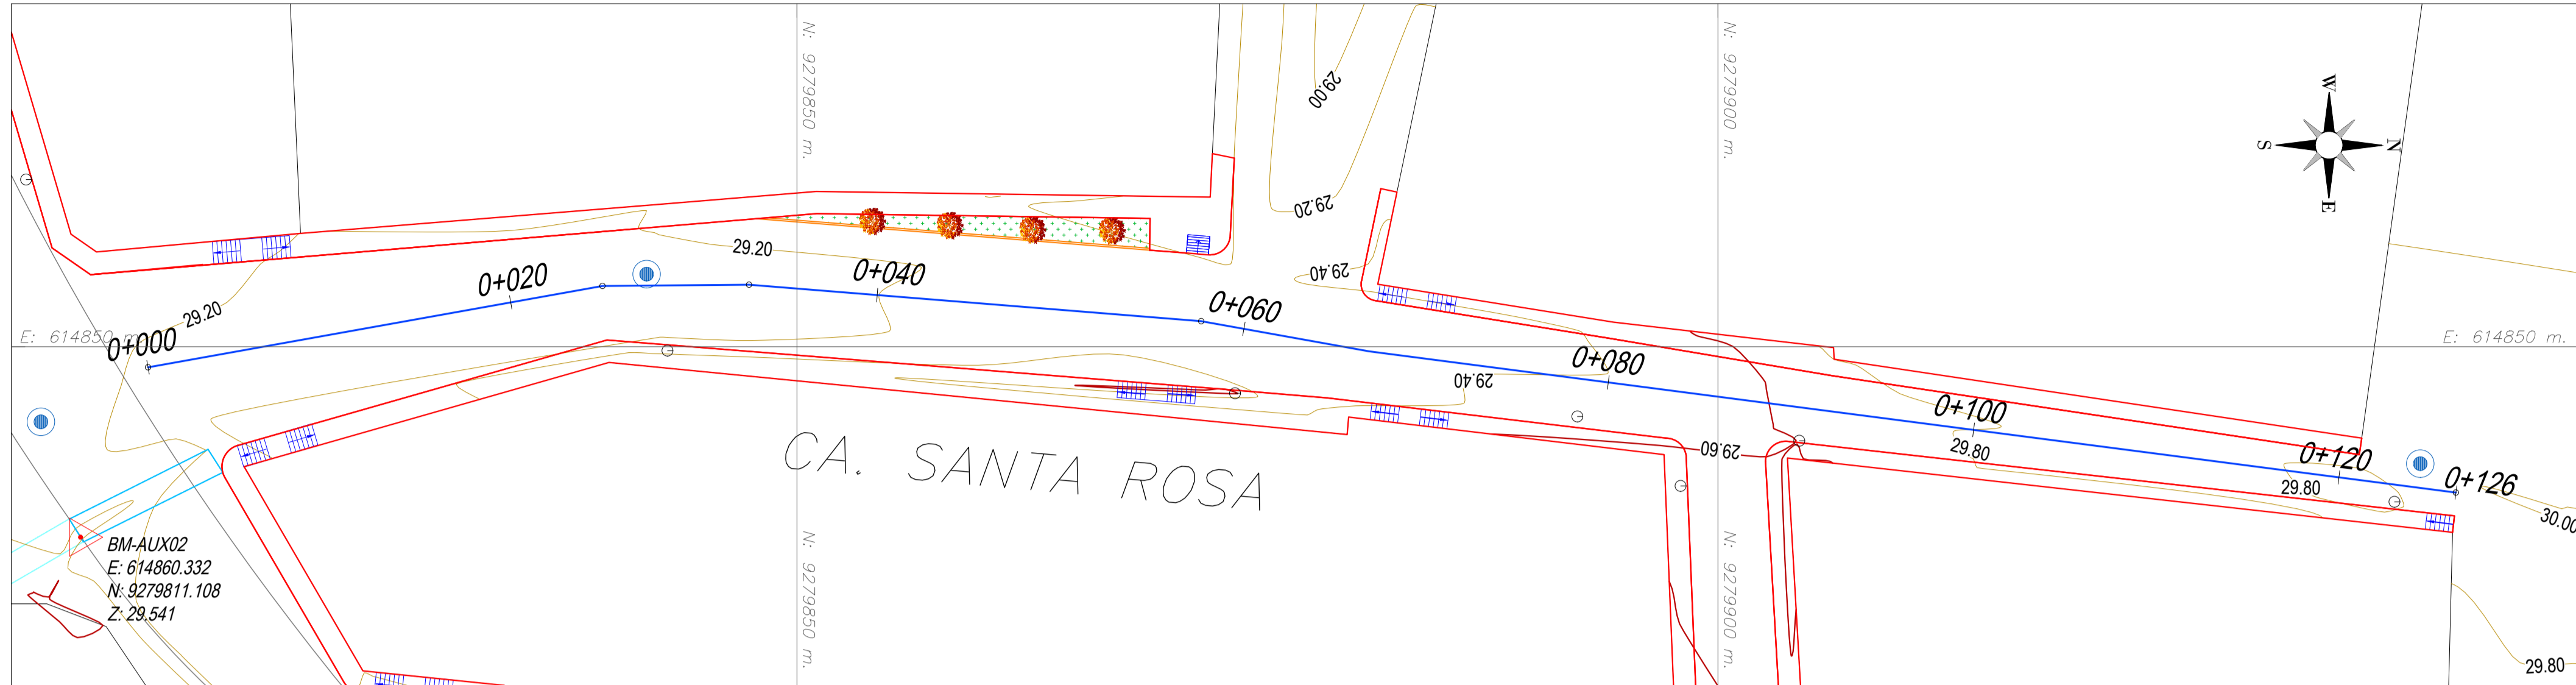 N: 9279850 m.
N: 9279900 m.
29.00
W
S
N
E
29.20
29.20
29.40
0+020
0+040
0+060
29.20
E: 614850 m.
0+000
E: 614850 m.
0+080
29.40
0+100
29.80
29.60
0+120
29.80
0+126
30.00
CA. SANTA ROSA
N: 9279850 m.
N: 9279900 m.
BM-AUX02
E: 614860.332
N: 9279811.108
Z: 29.541
29.80